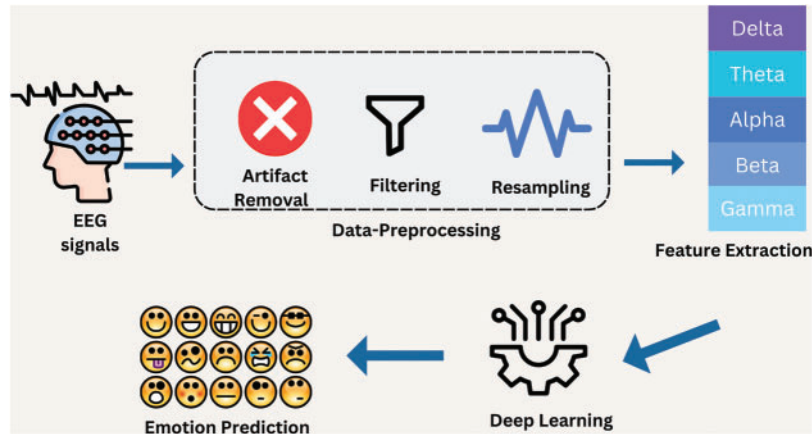 EEG
signals
Artifact
Removal
Filtering
Resampling
Data-Preprocessing
Delta
Theta
Alpha
Beta
Gamma
Feature Extraction
Deep Learning
Emotion Prediction